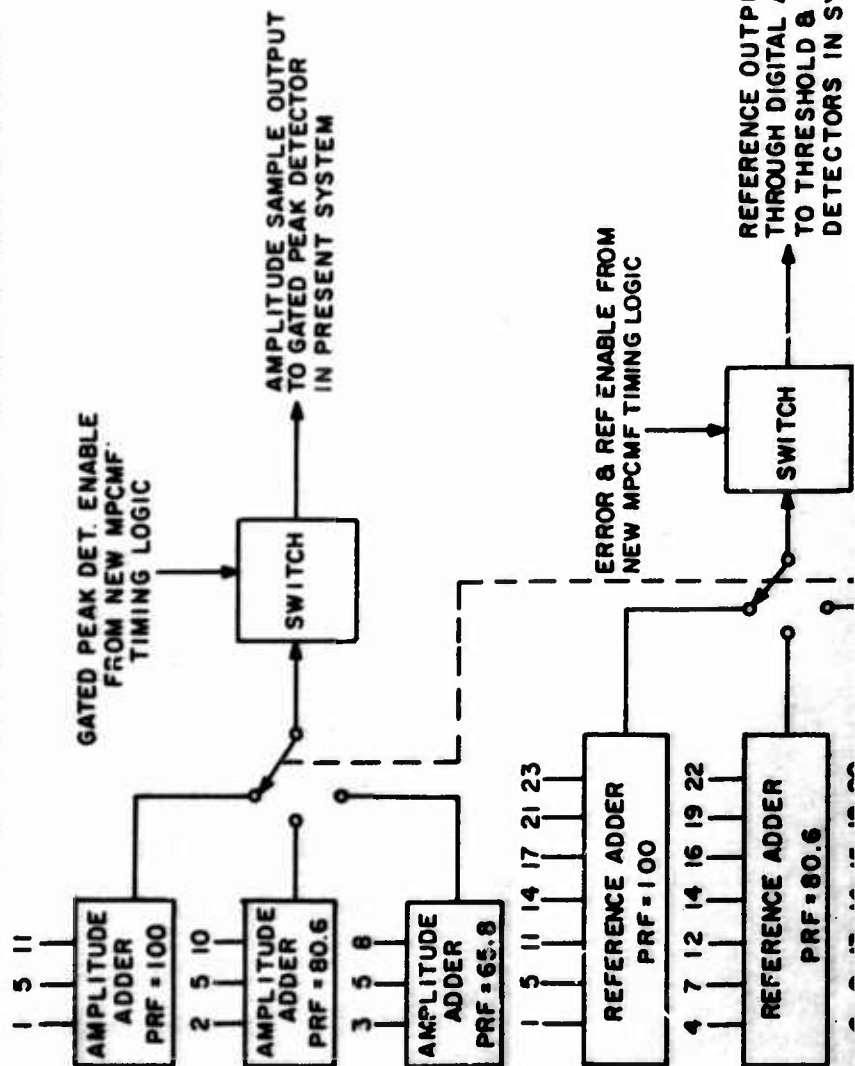 GATED PEAK DET. ENABLE
FROM NEW MPCMF
TIMING LOGIC
1 5 11
AMPLITUDE
ADDER
PRF = 100
SWITCH
AMPLITUDE SAMPLE OUTPUT
TO GATED PEAK DETECTOR
IN PRESENT SYSTEM
2 5 10
AMPLITUDE
ADDER
PRF = 80.6
3 5 8
AMPLITUDE
ADDER
PRF = 65.8
ERROR & REF ENABLE FROM
NEW MPCMF TIMING LOGIC
1 5 11 14 17 21 23
REFERENCE ADDER
PRF = 100
SWITCH
REFERENCE OUTP
THROUGH DIGITAL
TO THRESHOLD &
DETECTORS IN SY
4 7 12 14 16 19 22
REFERENCE ADDER
PRF = 80.6